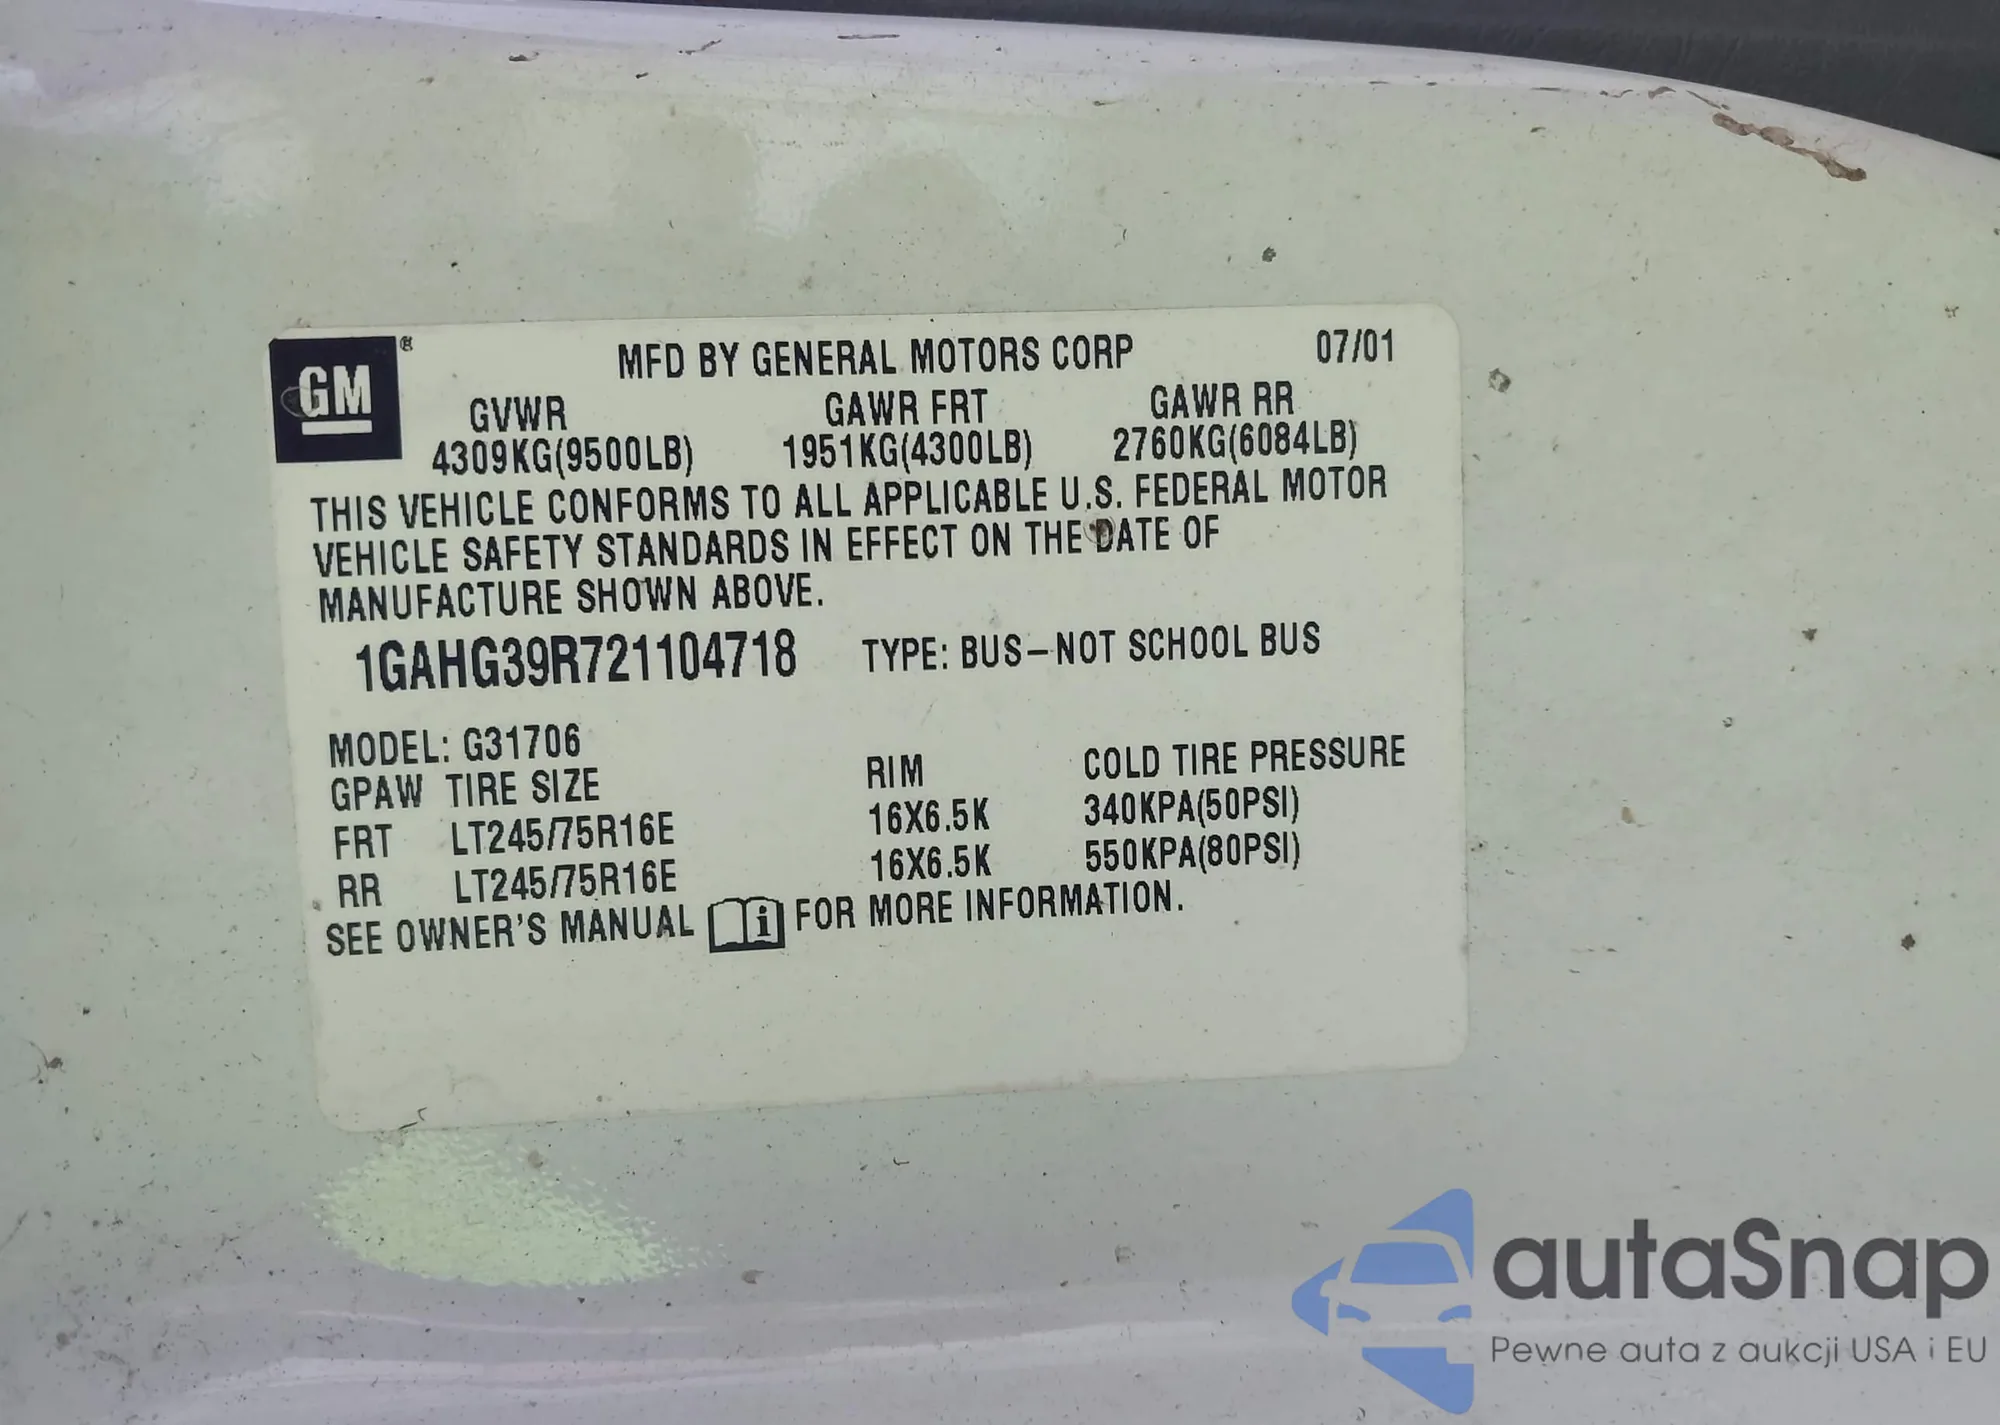 GM ®
MFD BY GENERAL MOTORS CORP 07/01
GVWR GAWR FRT GAWR RR
4309KG(9500LB) 1951KG(4300LB) 2760KG(6084LB)
THIS VEHICLE CONFORMS TO ALL APPLICABLE U.S. FEDERAL MOTOR
VEHICLE SAFETY STANDARDS IN EFFECT ON THE DATE OF
MANUFACTURE SHOWN ABOVE.
1GAHG39R721104718 TYPE: BUS-NOT SCHOOL BUS
MODEL: G31706
GPAW TIRE SIZE RIM COLD TIRE PRESSURE
FRT LT245/75R16E 16X6.5K 340KPA(50PSI)
RR LT245/75R16E 16X6.5K 550KPA(80PSI)
SEE OWNER'S MANUAL i FOR MORE INFORMATION.
autaSnap
Pewne auta z aukcji USA i EU